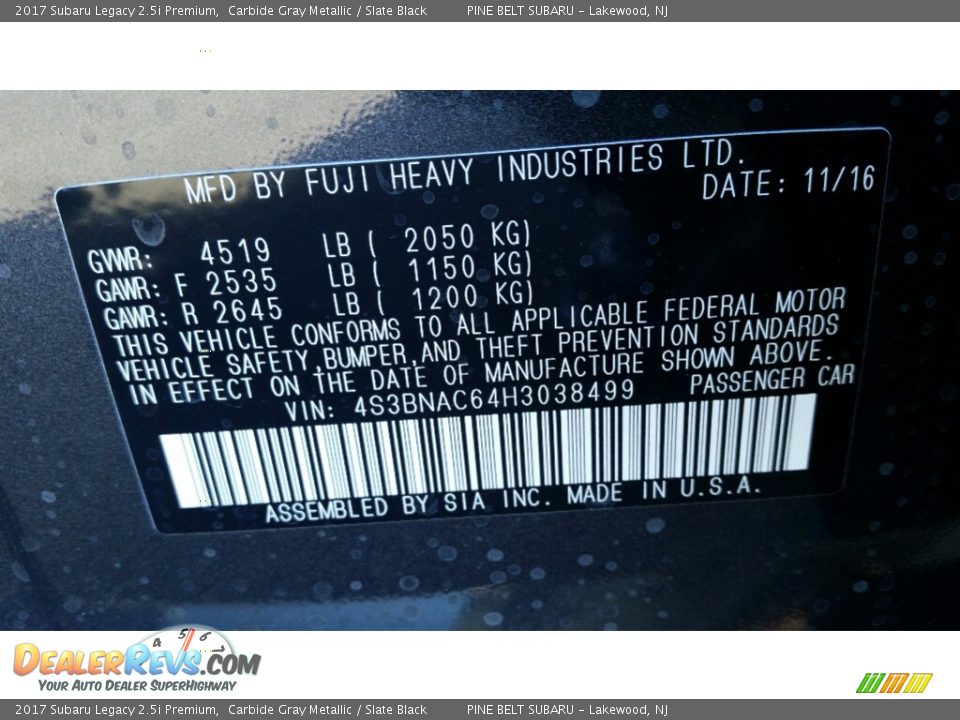 2017 Subaru Legacy 2.5i Premium, Carbide Gray Metallic / Slate Black PINE BELT SUBARU - Lakewood, NJ
MFD BY FUJI HEAVY INDUSTRIES LTD.
DATE: 11/16
GVWR: 4519 LB ( 2050 KG)
GAWR: F 2535 LB ( 1150 KG)
GAWR: R 2645 LB ( 1200 KG)
THIS VEHICLE CONFORMS TO ALL APPLICABLE FEDERAL MOTOR
VEHICLE SAFETY,BUMPER,AND THEFT PREVENTION STANDARDS
IN EFFECT ON THE DATE OF MANUFACTURE SHOWN ABOVE.
VIN: 4S3BNAC64H3038499 PASSENGER CAR
ASSEMBLED BY SIA INC. MADE IN U.S.A.
4 5 6
DEALERREVS.COM
YOUR AUTO DEALER SUPERHIGHWAY
2017 Subaru Legacy 2.5i Premium, Carbide Gray Metallic / Slate Black PINE BELT SUBARU - Lakewood, NJ